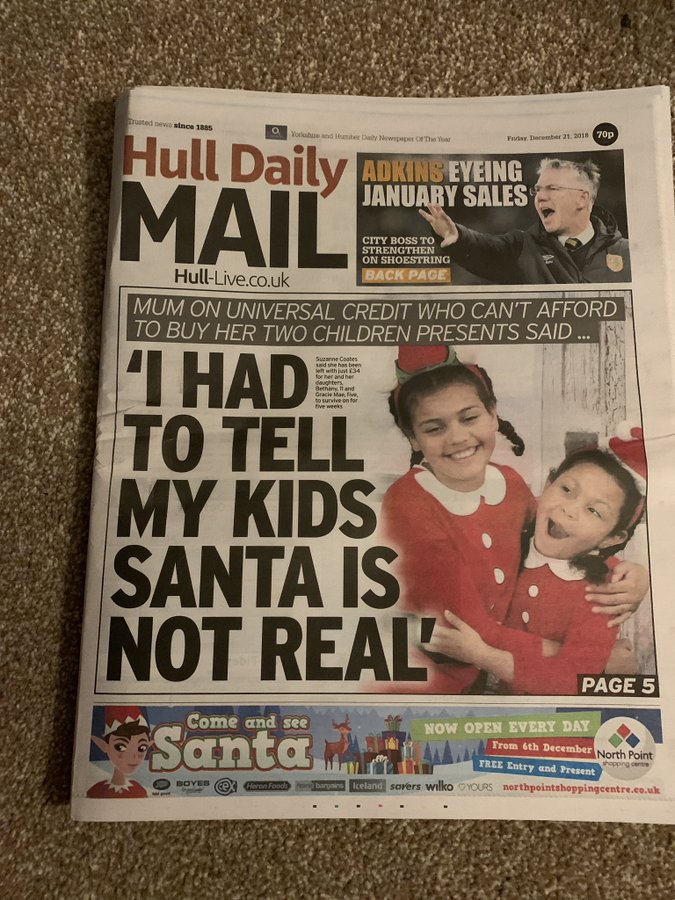 Trusted news since 1885
O2
Yorkshire and Humber Daily Newspaper Of The Year
Friday, December 21, 2018
70p
Hull Daily
MAIL
Hull-Live.co.uk
ADKINS EYEING
JANUARY SALES
CITY BOSS TO
STRENGTHEN
ON SHOESTRING
BACK PAGE
MUM ON UNIVERSAL CREDIT WHO CAN'T AFFORD
TO BUY HER TWO CHILDREN PRESENTS SAID ...
'I HAD
TO TELL
MY KIDS
SANTA IS
NOT REAL'
Suzanne Coates
said she has been
left with just £34
for her and her
daughters,
Bethany, 11 and
Gracie Mae, five,
to survive on for
five weeks
PAGE 5
Come and see
Santa
NOW OPEN EVERY DAY
From 6th December
FREE Entry and Present
North Point
shopping centre
Boots
BOYES
cex
Heron Foods
home bargains
Iceland
savers
wilko
YOURS
northpointshoppingcentre.co.uk